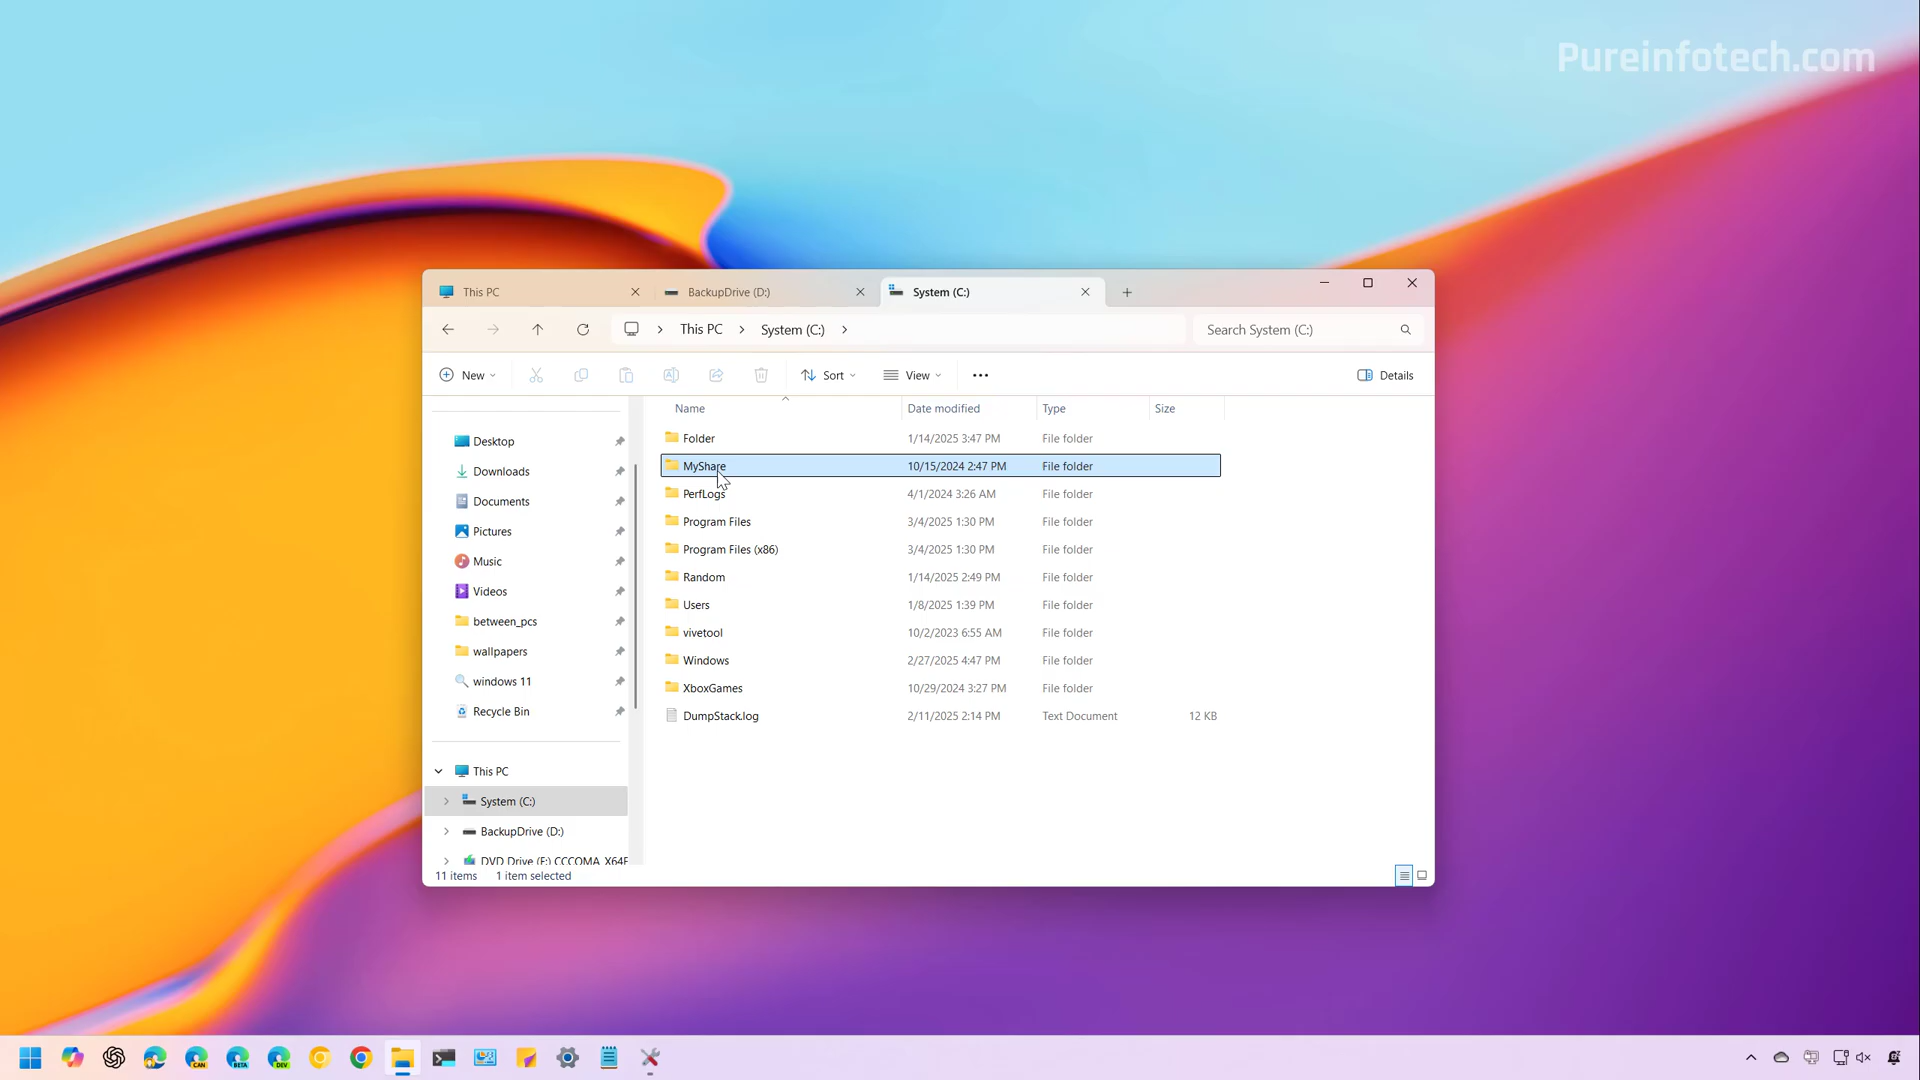 Pureinfotech.com
This PC
BackupDrive (D:)
System (C:)
This PC
System (C:)
Search System (C:)
New
Sort
View
Details
Name
Date modified
Type
Size
Folder 1/14/2025 3:47 PM File folder
MyShare 10/15/2024 2:47 PM File folder
PerfLogs 4/1/2024 3:26 AM File folder
Program Files 3/4/2025 1:30 PM File folder
Program Files (x86) 3/4/2025 1:30 PM File folder
Random 1/14/2025 2:49 PM File folder
Users 1/8/2025 1:39 PM File folder
vivetool 10/2/2023 6:55 AM File folder
Windows 2/27/2025 4:47 PM File folder
XboxGames 10/29/2024 3:27 PM File folder
DumpStack.log 2/11/2025 2:14 PM Text Document 12 KB
Desktop
Downloads
Documents
Pictures
Music
Videos
between_pcs
wallpapers
windows 11
Recycle Bin
This PC
System (C:)
BackupDrive (D:)
DVD Drive (F:) CCCOMA_X64F
11 items 1 item selected
CAN
BETA
DEV